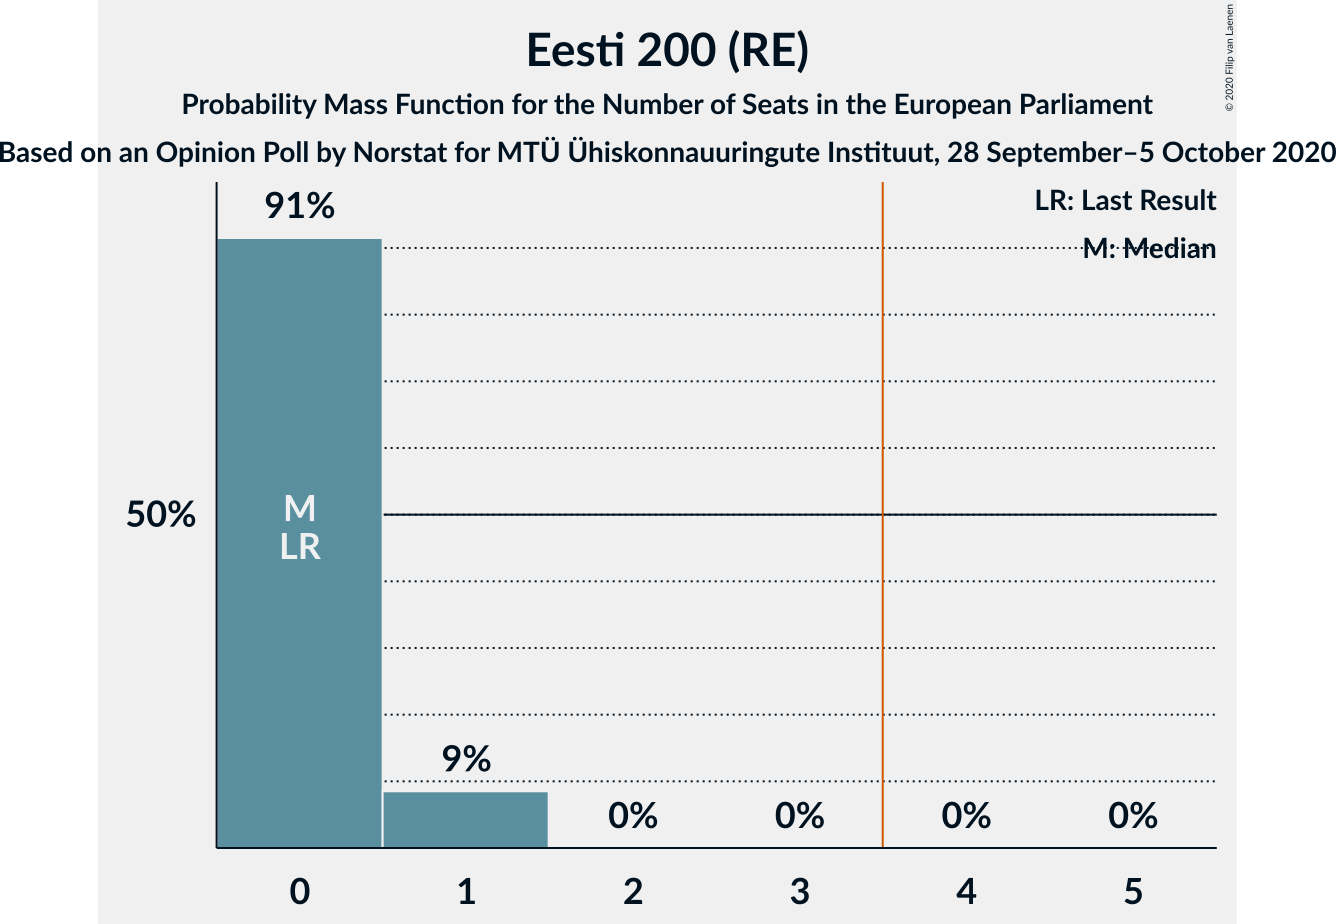 Eesti 200 (RE)
Probability Mass Function for the Number of Seats in the European Parliament
Based on an Opinion Poll by Norstat for MTÜ Ühiskonnauuringute Instituut, 28 September–5 October 2020
© 2020 Filip van Laenen
LR: Last Result
M: Median
91%
50%
M
LR
9%
0%
0%
0%
0%
0
1
2
3
4
5